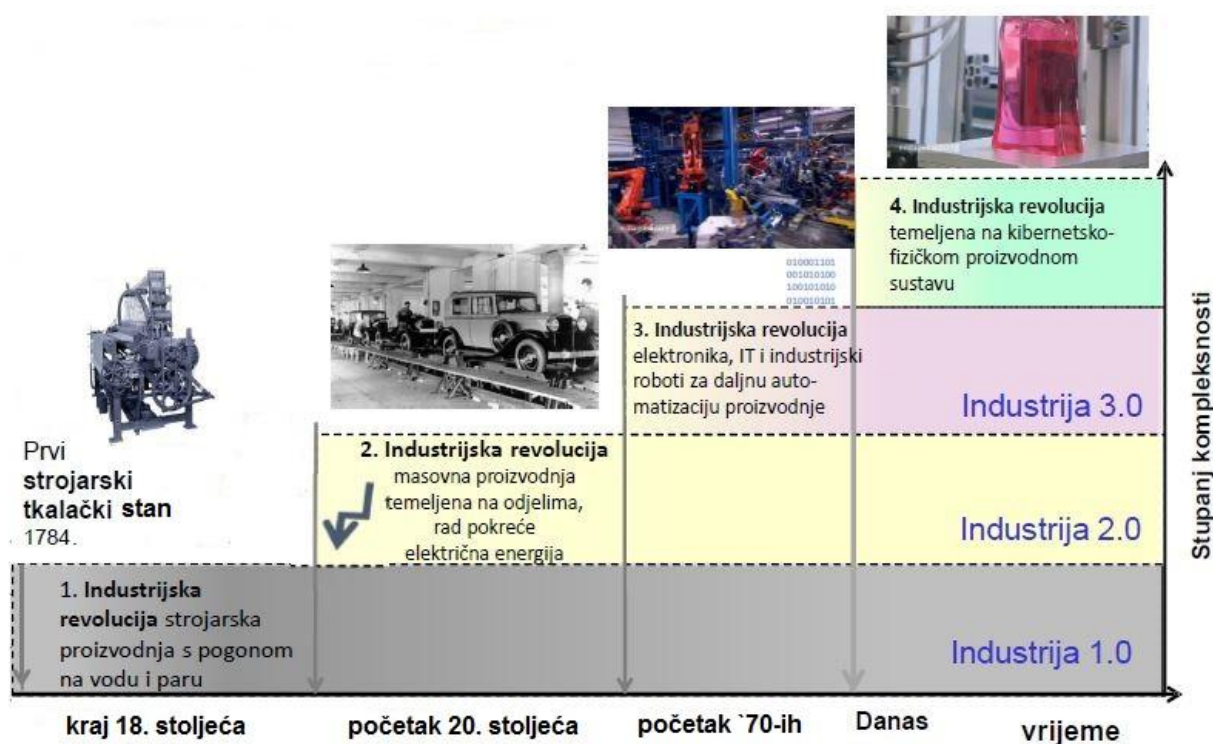 4. Industrijska revolucija
temeljena na kibernetsko-
fizičkom proizvodnom
sustavu
010001101
001010100
100101010
010010101
3. Industrijska revolucija
elektronika, IT i industrijski
roboti za daljnu auto-
matizaciju proizvodnje
Industrija 3.0
Prvi
strojarski
tkalački stan
1784.
2. Industrijska revolucija
masovna proizvodnja
temeljena na odjelima,
rad pokreće
električna energija
Industrija 2.0
1. Industrijska
revolucija strojarska
proizvodnja s pogonom
na vodu i paru
Industrija 1.0
Stupanj kompleksnosti
kraj 18. stoljeća
početak 20. stoljeća
početak `70-ih
Danas
vrijeme